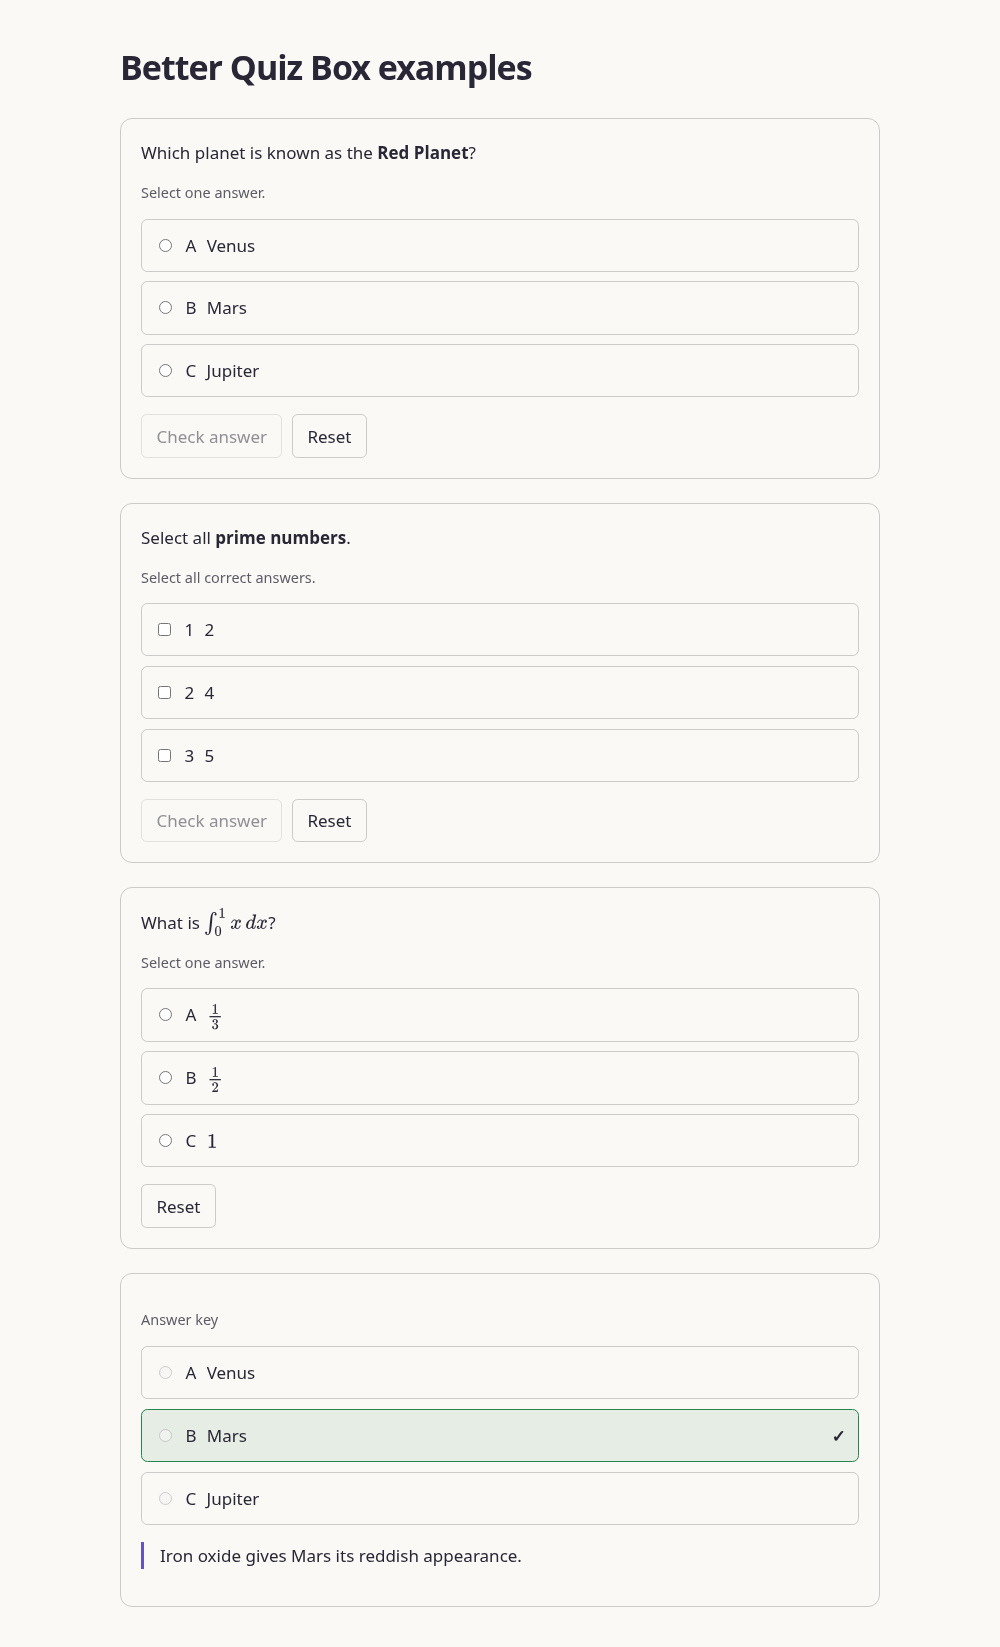 Better Quiz Box examples
Which planet is known as the Red Planet?
Select one answer.
A Venus
B Mars
C Jupiter
Check answer Reset
Select all prime numbers.
Select all correct answers.
1 2
2 4
3 5
Check answer Reset
What is ∫₀¹ x dx?
Select one answer.
A 1/3
B 1/2
C 1
Reset
Answer key
A Venus
B Mars ✓
C Jupiter
Iron oxide gives Mars its reddish appearance.